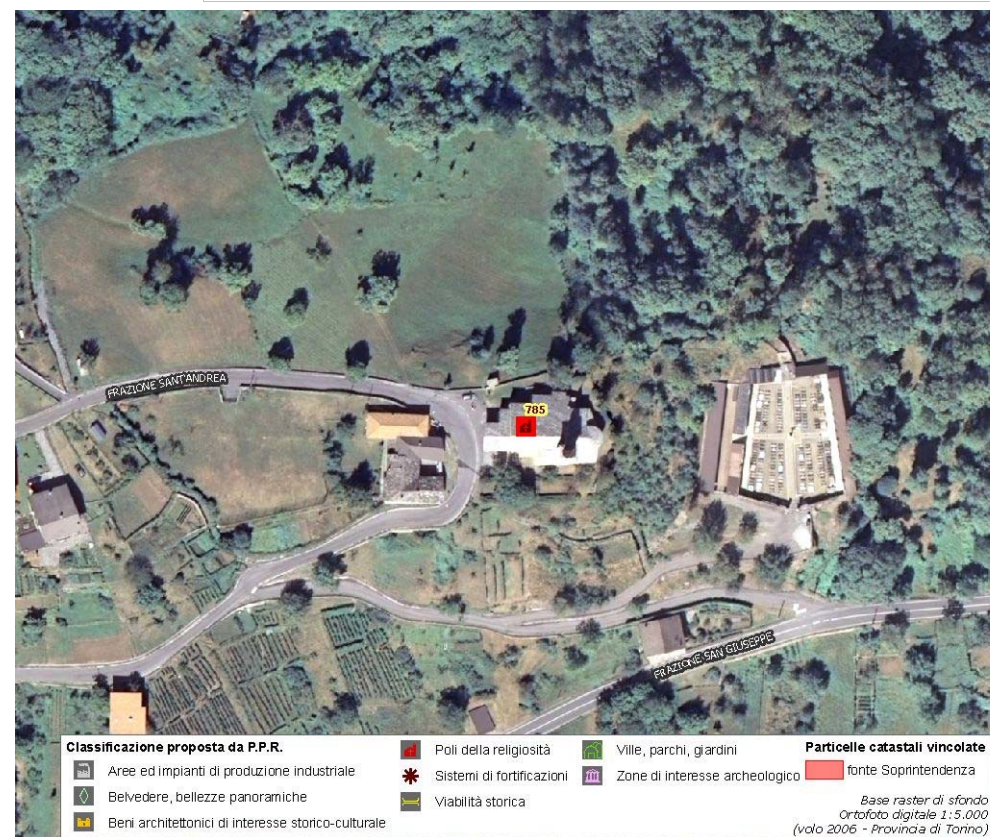 FRAZIONE SANT'ANDREA
785
FRAZIONE SAN GIUSEPPE
Classificazione proposta da P.P.R.
Aree ed impianti di produzione industriale
Belvedere, bellezze panoramiche
Beni architettonici di interesse storico-culturale
Poli della religiosità
Sistemi di fortificazioni
Viabilità storica
Ville, parchi, giardini
Zone di interesse archeologico
Particelle catastali vincolate
fonte Soprintendenza
Base raster di sfondo
Ortofoto digitale 1:5.000
(volo 2006 - Provincia di Torino)